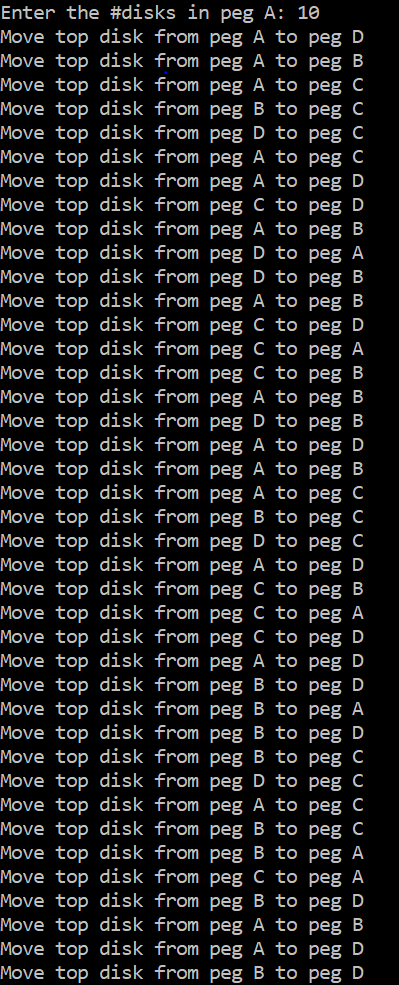 Enter the #disks in peg A: 10
Move top disk from peg A to peg D
Move top disk from peg A to peg B
Move top disk from peg A to peg C
Move top disk from peg B to peg C
Move top disk from peg D to peg C
Move top disk from peg A to peg C
Move top disk from peg A to peg D
Move top disk from peg C to peg D
Move top disk from peg A to peg B
Move top disk from peg D to peg A
Move top disk from peg D to peg B
Move top disk from peg A to peg B
Move top disk from peg C to peg D
Move top disk from peg C to peg A
Move top disk from peg C to peg B
Move top disk from peg A to peg B
Move top disk from peg D to peg B
Move top disk from peg A to peg D
Move top disk from peg A to peg B
Move top disk from peg A to peg C
Move top disk from peg B to peg C
Move top disk from peg D to peg C
Move top disk from peg A to peg D
Move top disk from peg C to peg B
Move top disk from peg C to peg A
Move top disk from peg C to peg D
Move top disk from peg A to peg D
Move top disk from peg B to peg D
Move top disk from peg B to peg A
Move top disk from peg B to peg D
Move top disk from peg B to peg C
Move top disk from peg D to peg C
Move top disk from peg A to peg C
Move top disk from peg B to peg C
Move top disk from peg B to peg A
Move top disk from peg C to peg A
Move top disk from peg B to peg D
Move top disk from peg A to peg B
Move top disk from peg A to peg D
Move top disk from peg B to peg D